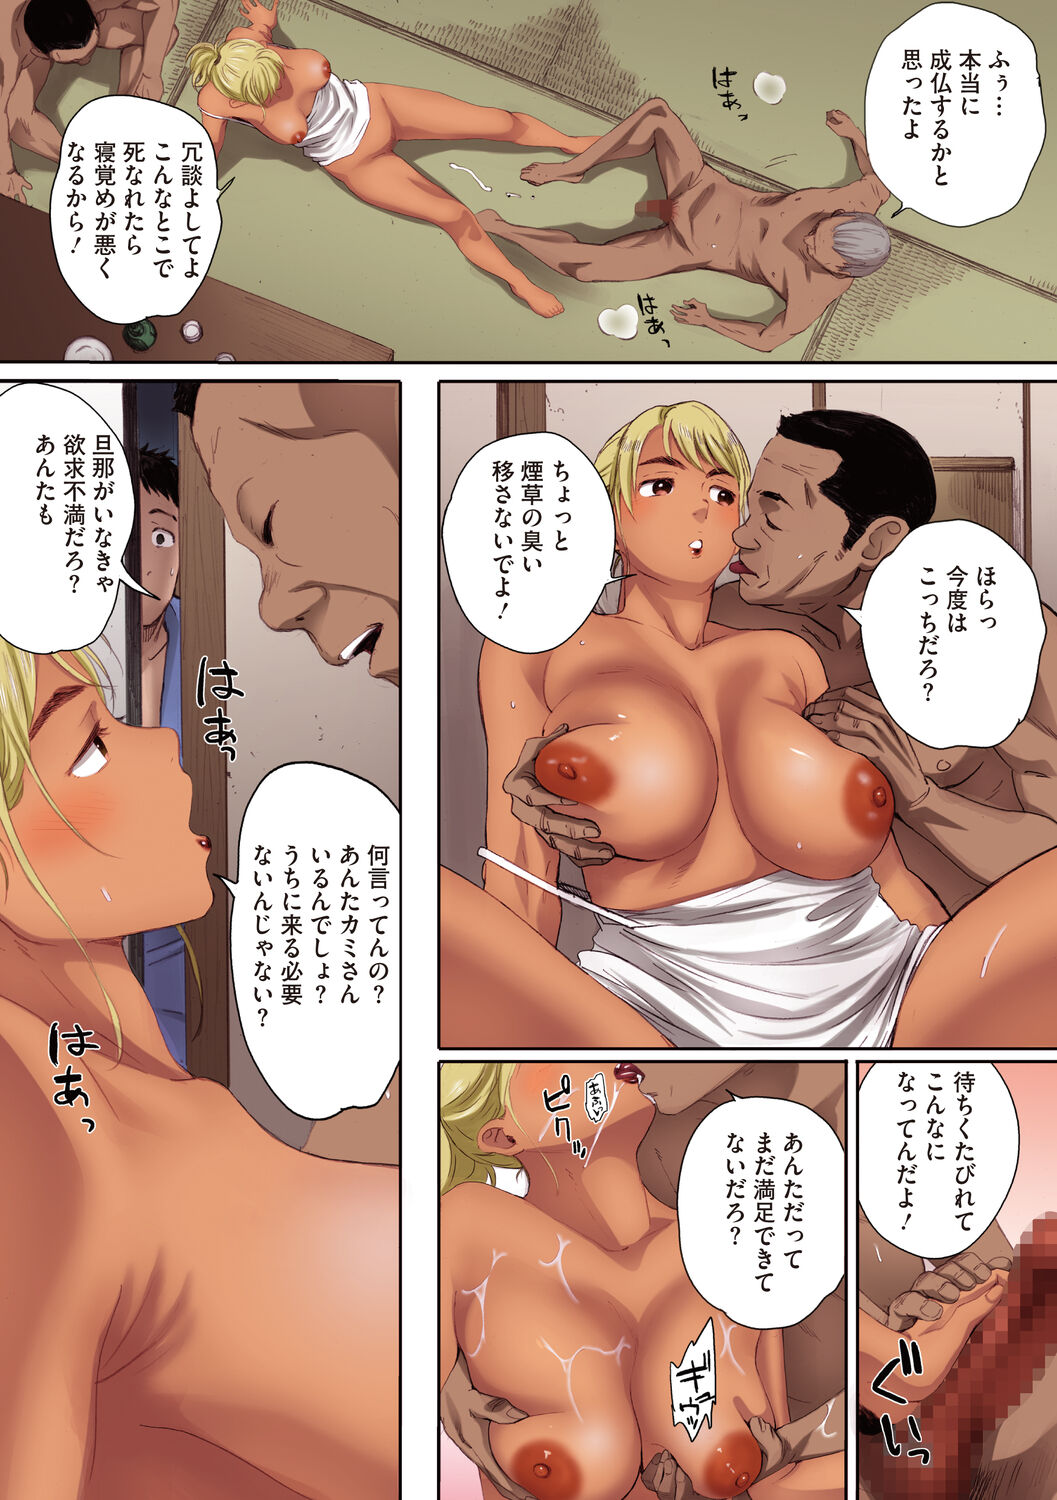 ふぅ…
本当に
成仏するかと
思ったよ
はあっ
はあっ
冗談よしてよ
こんなとこで
死なれたら
寝覚めが悪く
なるから！
ほらっ
今度は
こっちだろ？
ちょっと
煙草の臭い
移さないでよ！
待ちくたびれて
こんなに
なってんだよ！
ぐいっ
あんただって
まだ満足できて
ないだろ？
ピクッ
ギュウッ
旦那がいなきゃ
欲求不満だろ？
あんたも
はあっ
何言ってんの？
あんたカミさん
いるんでしょ？
うちに来る必要
ないんじゃない？
はあっ